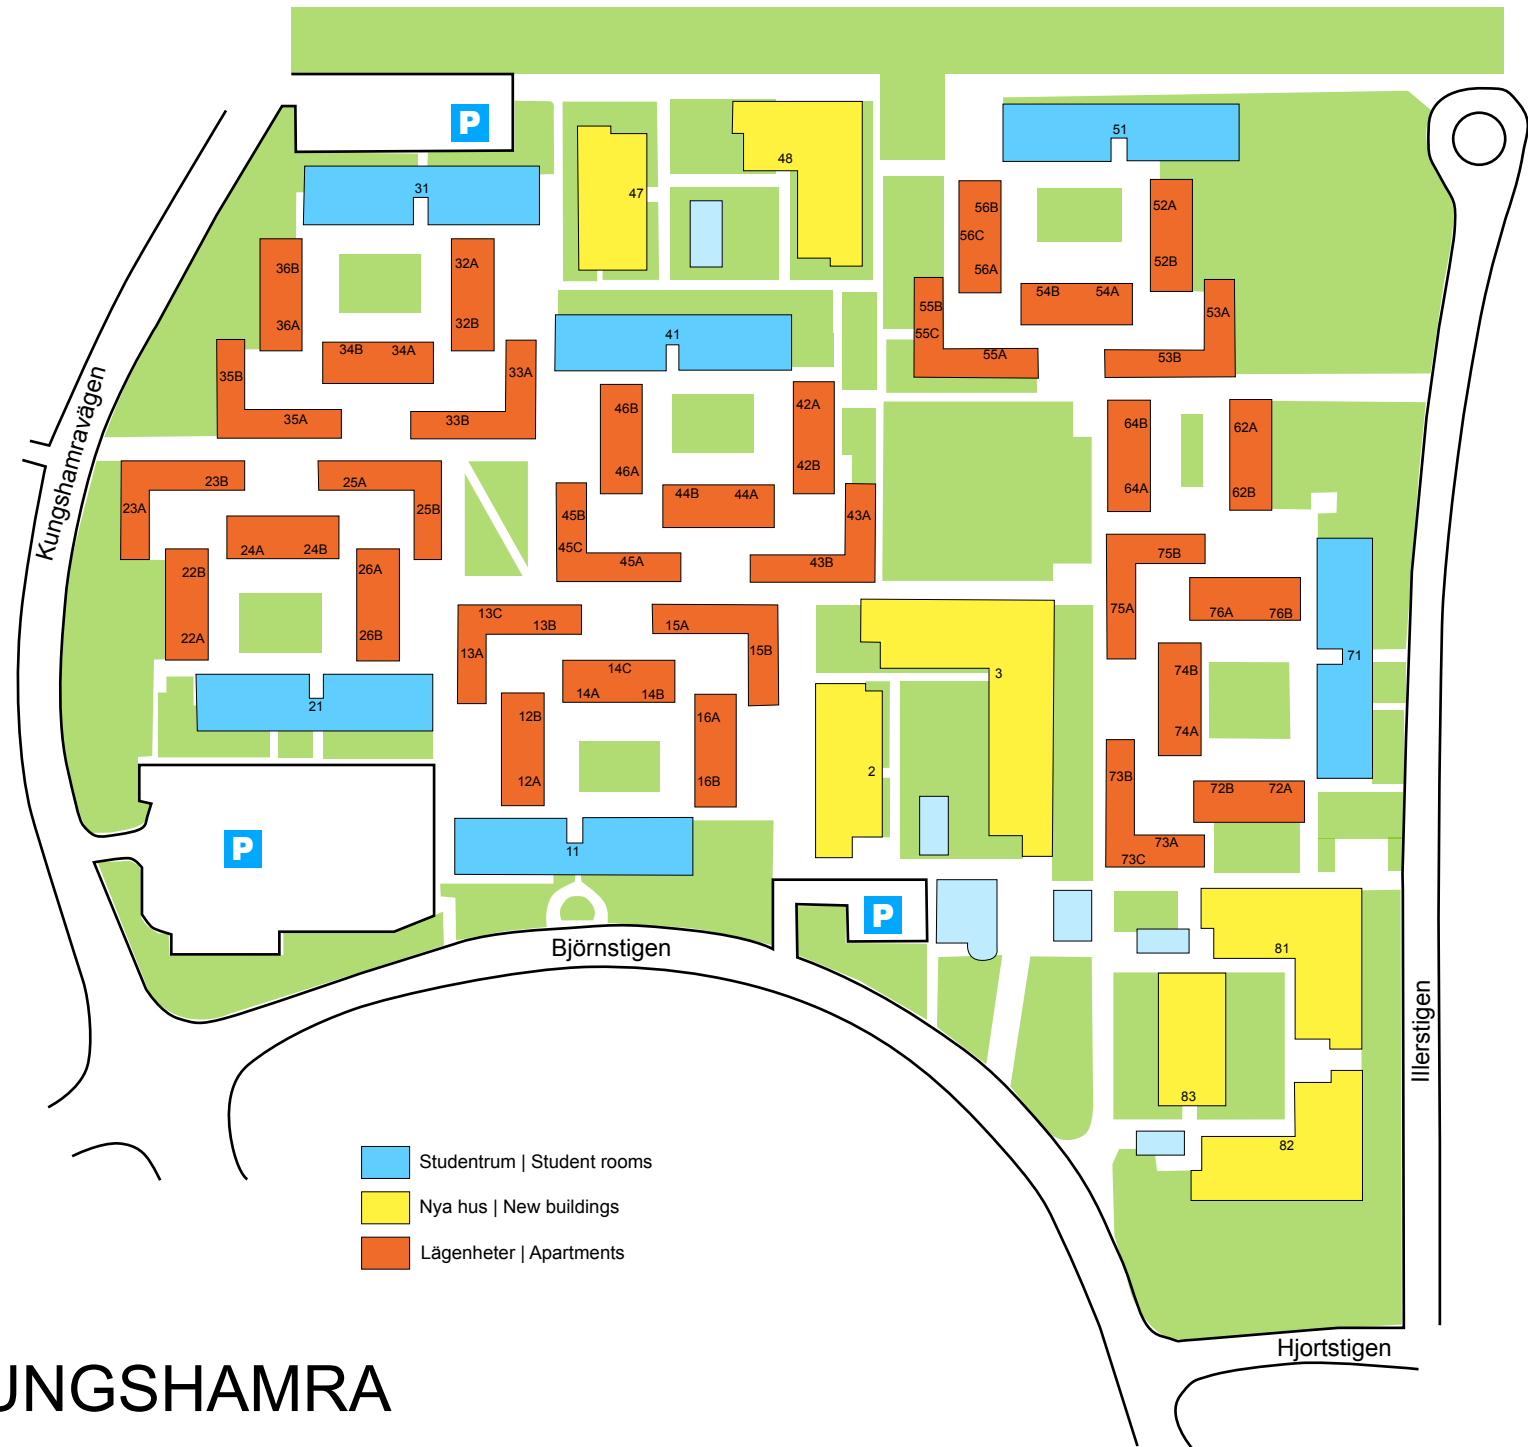 P
51
48
31
47
56B
52A
56C
56A
52B
36B
32A
54B
54A
36A
32B
55B
53A
55C
41
34B
34A
55A
53B
35B
33A
35A
33B
46B
42A
64B
62A
46A
42B
64A
62B
23B
25A
44B
44A
23A
25B
45B
43A
24A
24B
45C
45A
43B
75B
22B
26A
75A
76A
76B
22A
26B
13C
13B
15A
13A
15B
14C
14A
14B
3
71
74B
21
12B
16A
74A
2
12A
16B
73B
72B
72A
P
11
73A
73C
P
81
Björnstigen
Kungshamravägen
Illerstigen
83
82
Studentrum | Student rooms
Nya hus | New buildings
Lägenheter | Apartments
Hjortstigen
UNGSHAMRA